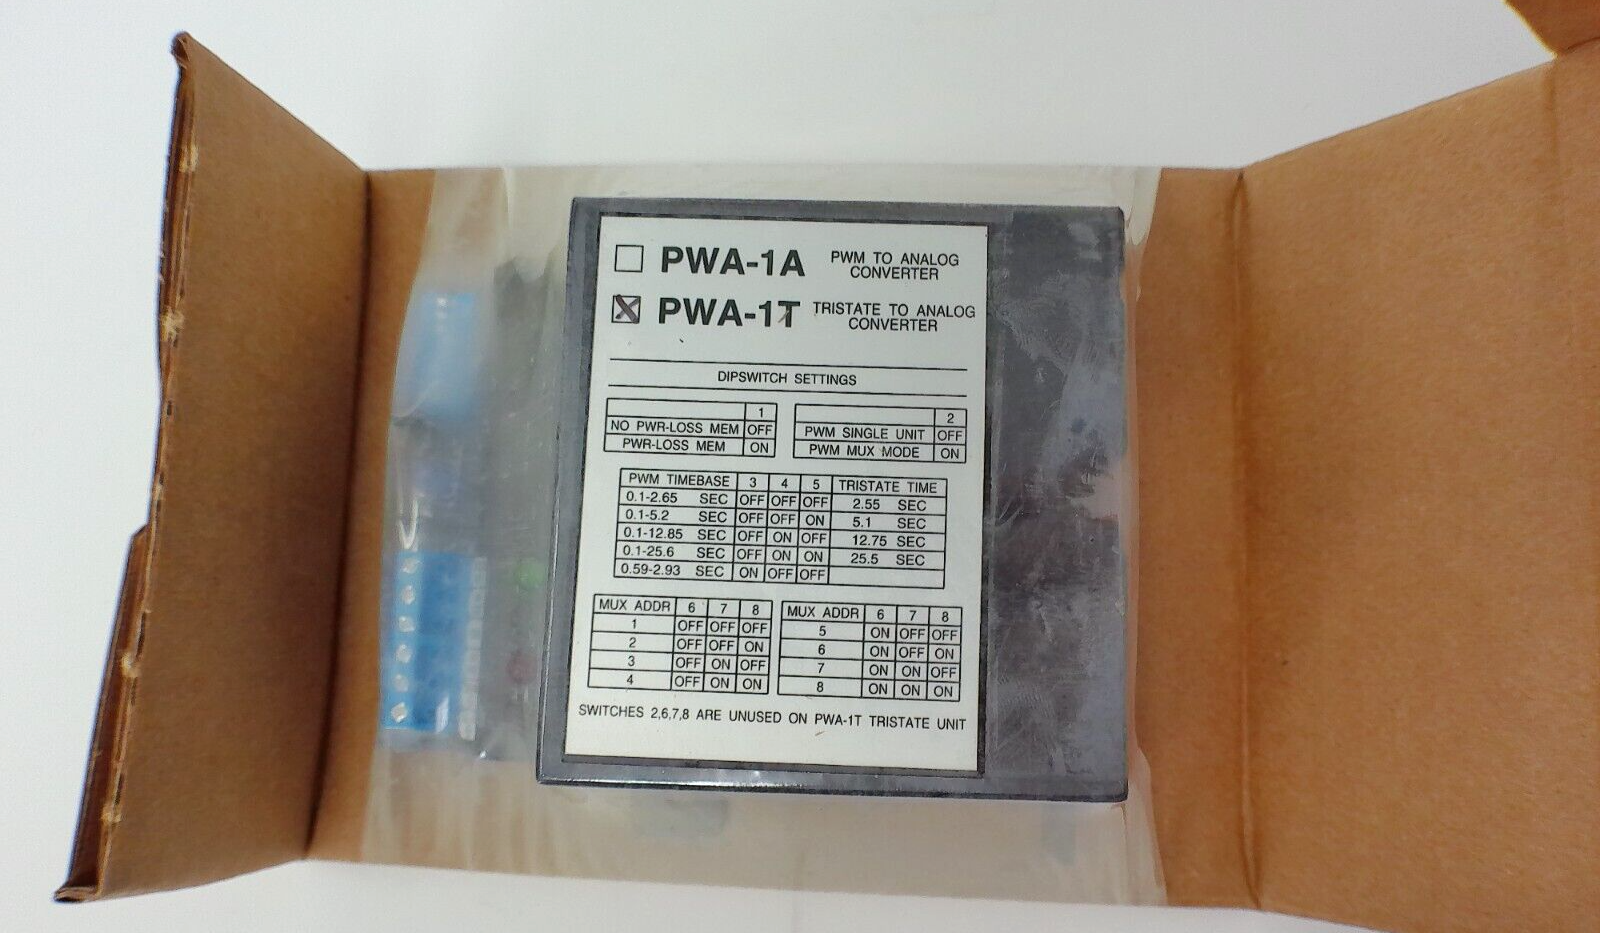 PWA-1A PWM TO ANALOG
CONVERTER
PWA-1T TRISTATE TO ANALOG
CONVERTER
DIPSWITCH SETTINGS
1
NO PWR-LOSS MEM OFF
PWR-LOSS MEM ON
2
PWM SINGLE UNIT OFF
PWM MUX MODE ON
PWM TIMEBASE 3 4 5 TRISTATE TIME
0.1-2.65 SEC OFF OFF OFF 2.55 SEC
0.1-5.2 SEC OFF OFF ON 5.1 SEC
0.1-12.85 SEC OFF ON OFF 12.75 SEC
0.1-25.6 SEC OFF ON ON 25.5 SEC
0.59-2.93 SEC ON OFF OFF
MUX ADDR 6 7 8
1 OFF OFF OFF
2 OFF OFF ON
3 OFF ON OFF
4 OFF ON ON
MUX ADDR 6 7 8
5 ON OFF OFF
6 ON OFF ON
7 ON ON OFF
8 ON ON ON
SWITCHES 2,6,7,8 ARE UNUSED ON PWA-1T TRISTATE UNIT